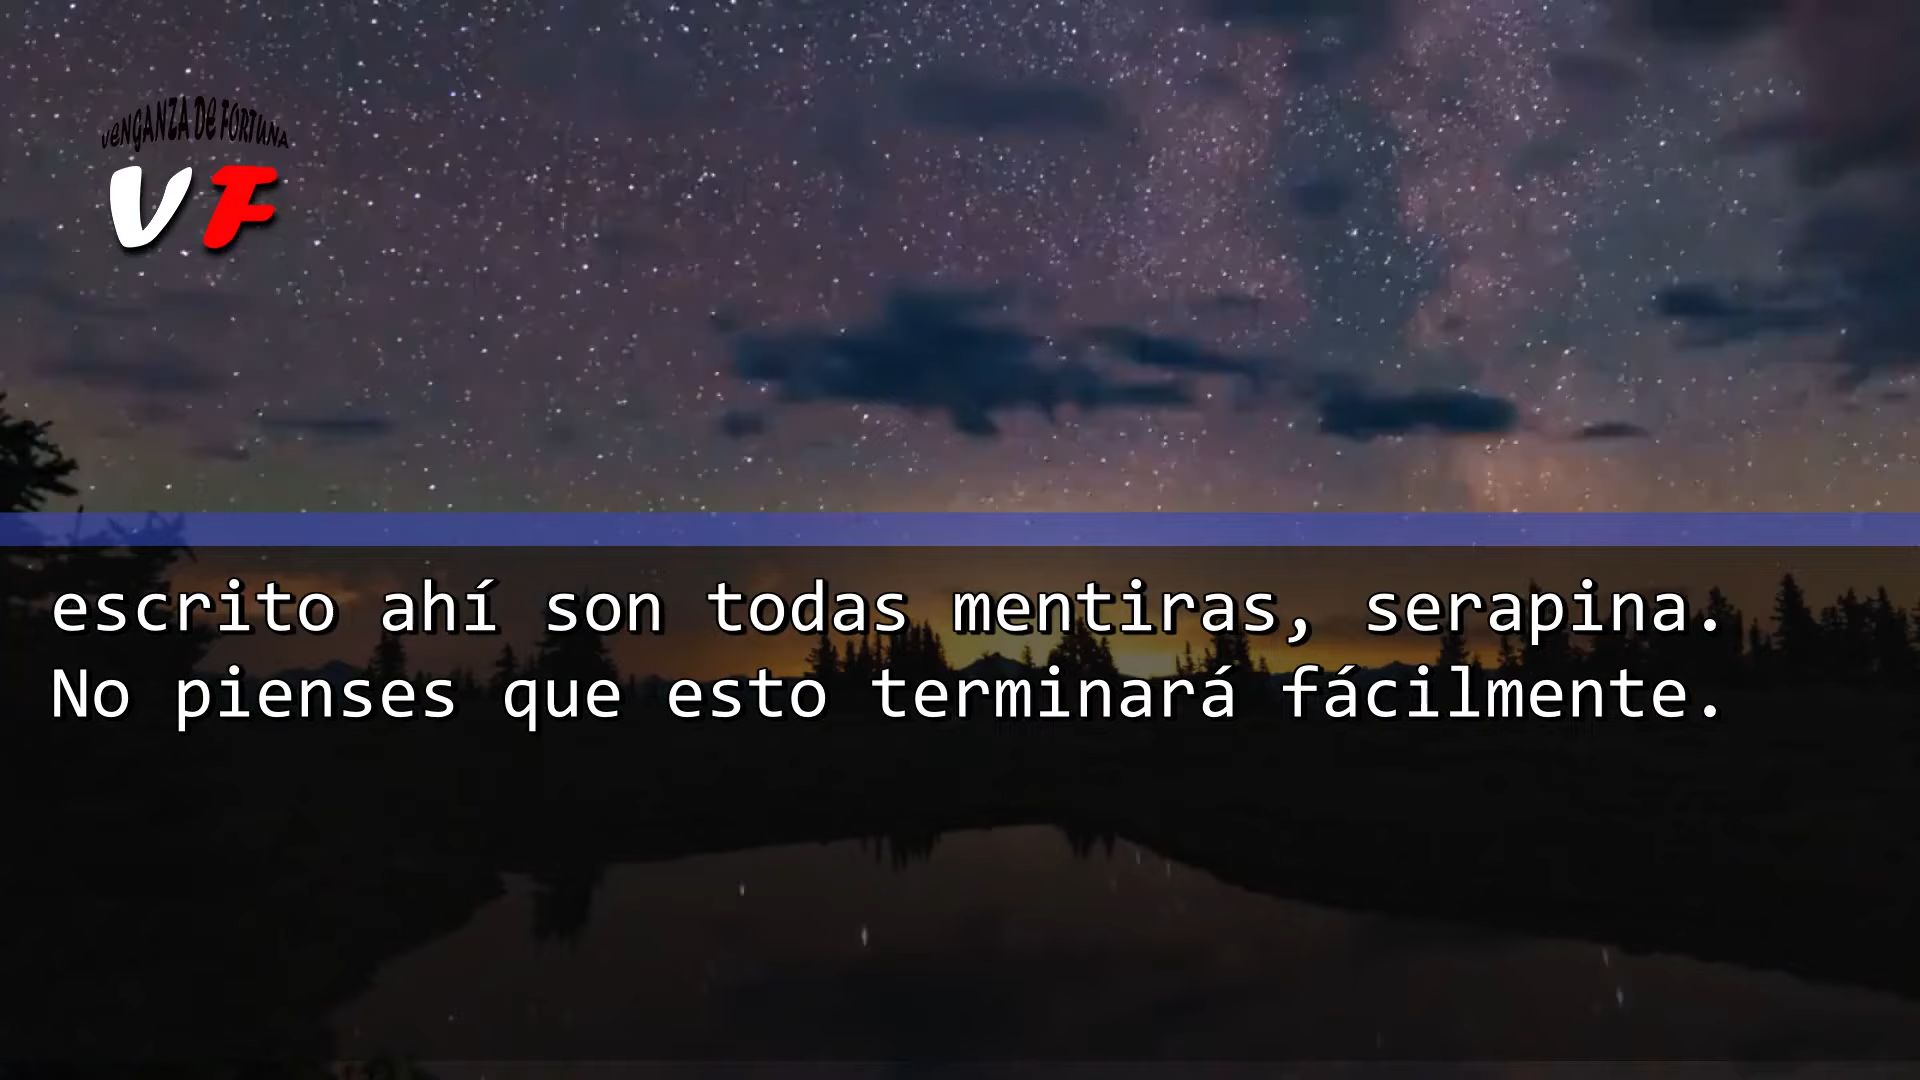 VENGANZA DE FORTUNA
VF
escrito ahí son todas mentiras, serapina.
No pienses que esto terminará fácilmente.